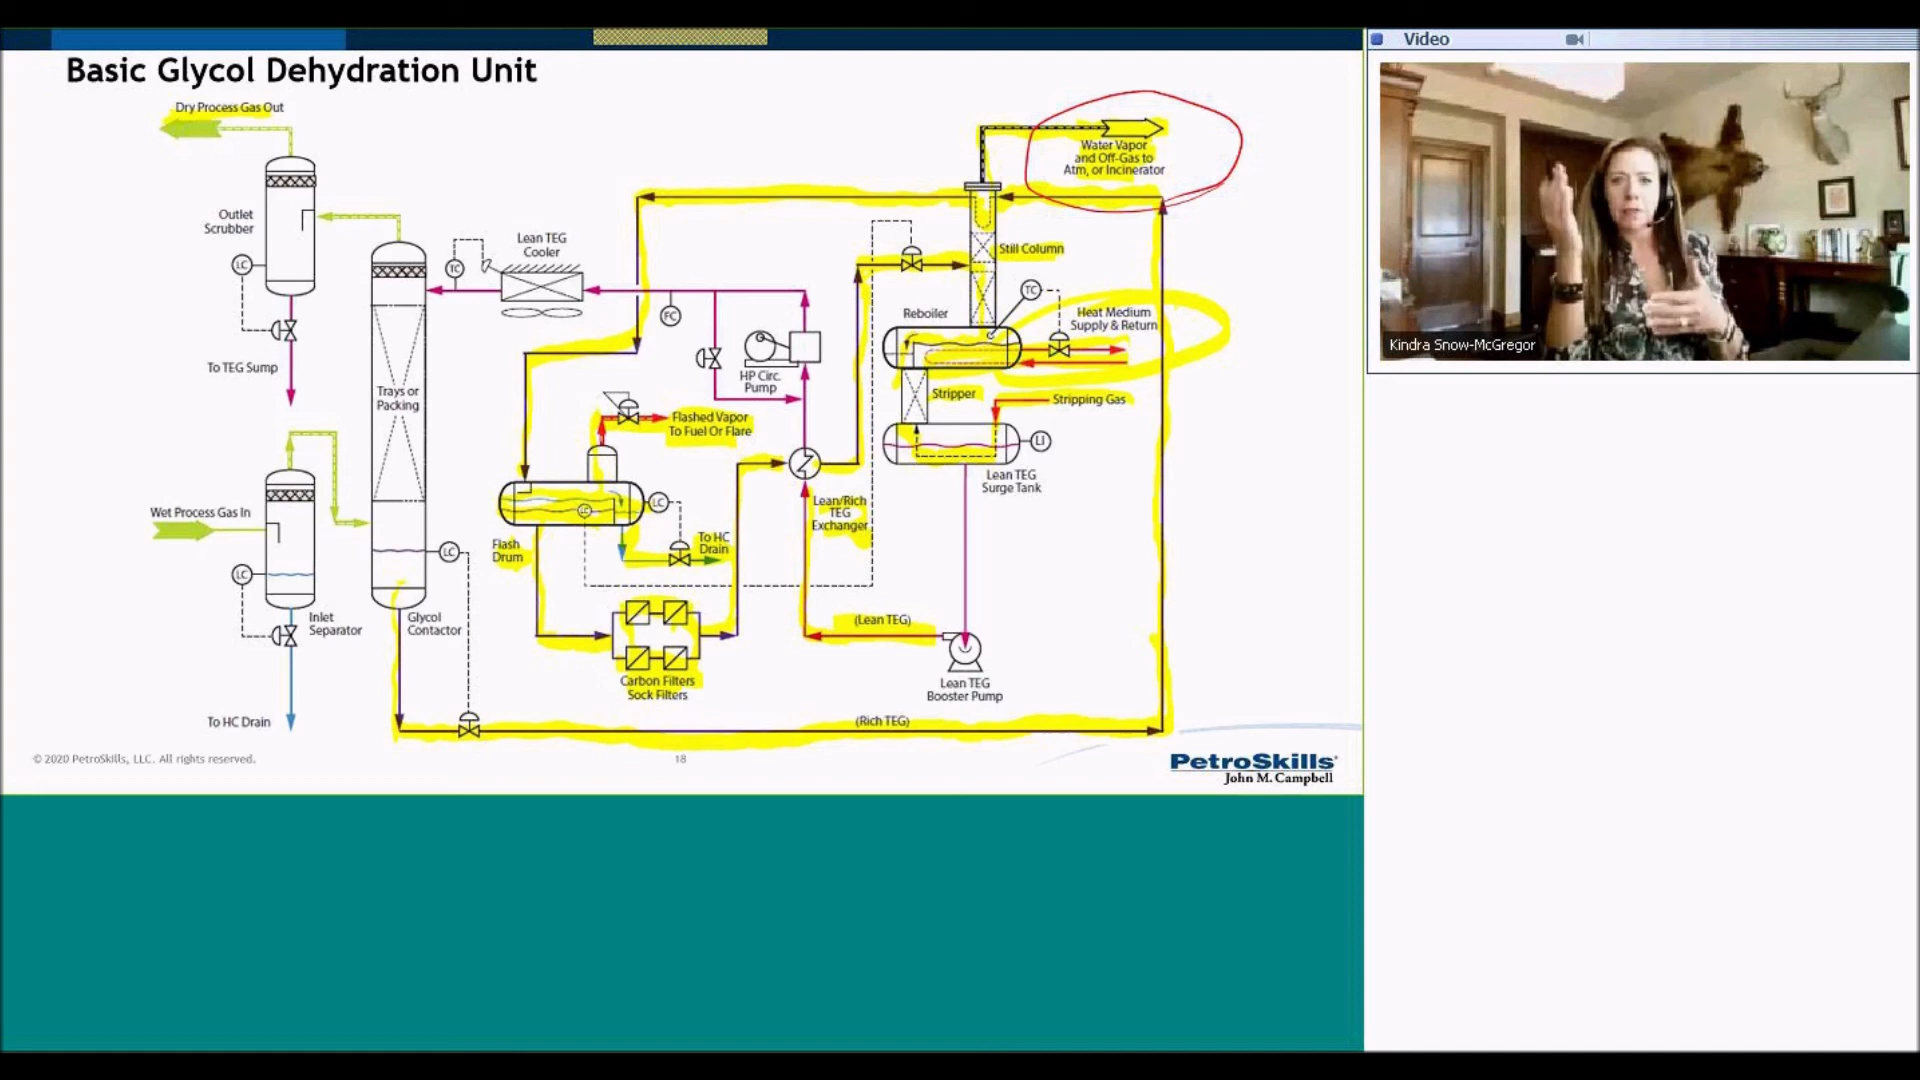 Video
Basic Glycol Dehydration Unit
Dry Process Gas Out
Water Vapor
and Off-Gas to
Atm, or Incinerator
Outlet
Scrubber
LC
To TEG Sump
Lean TEG
Cooler
TC
FC
Still Column
TC
Reboiler
Heat Medium
Supply & Return
HP Circ.
Pump
Trays or
Packing
Stripper
Stripping Gas
Flashed Vapor
To Fuel Or Flare
LI
Lean TEG
Surge Tank
Wet Process Gas In
LC
LC
LC
LC
Lean/Rich
TEG
Exchanger
To HC
Drain
Flash
Drum
Inlet
Separator
Glycol
Contactor
(Lean TEG)
Carbon Filters
Sock Filters
Lean TEG
Booster Pump
To HC Drain
(Rich TEG)
© 2020 PetroSkills, LLC. All rights reserved.
18
PetroSkills
John M. Campbell
Kindra Snow-McGregor